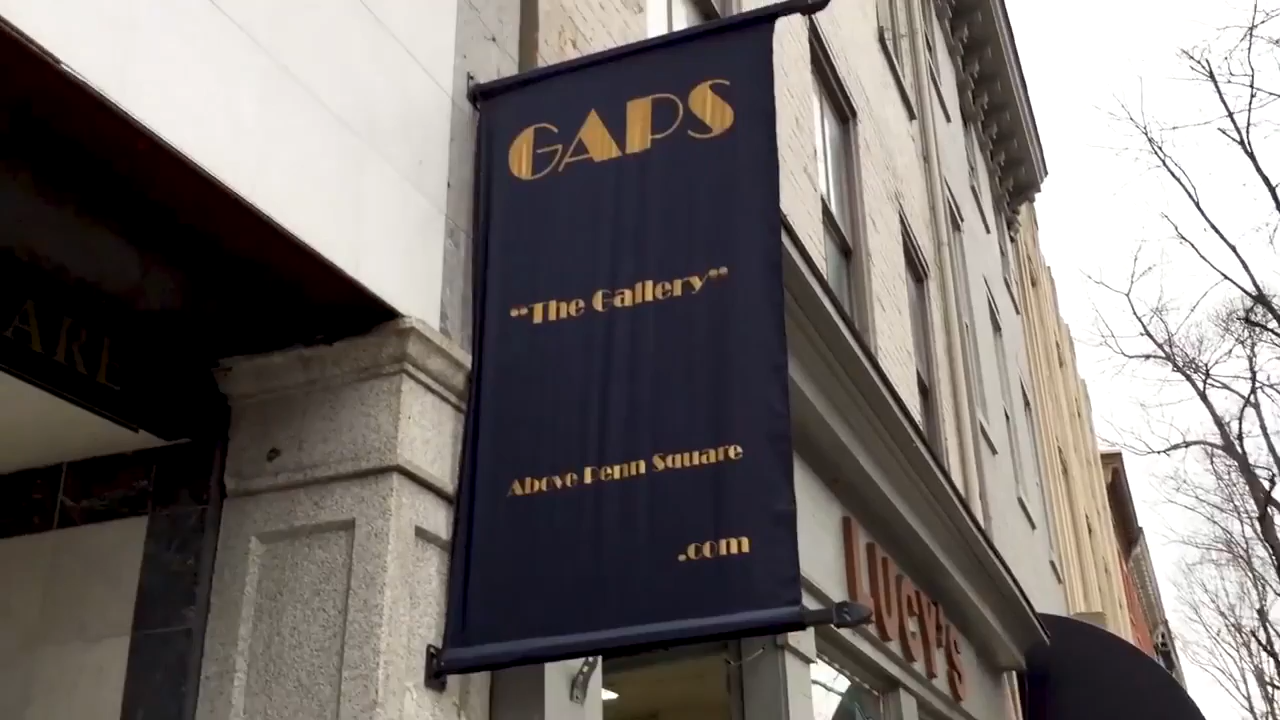 GAPS
“The Gallery”
Above Penn Square
.com
LUCY'S